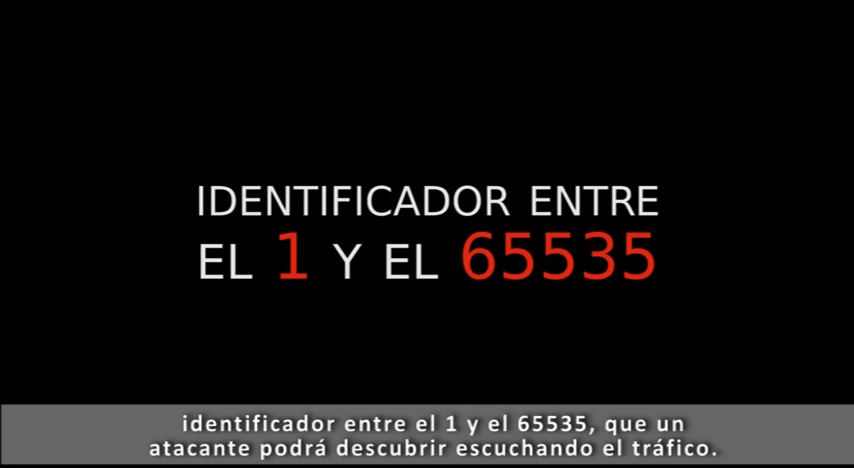 IDENTIFICADOR ENTRE
EL 1 Y EL 65535
identificador entre el 1 y el 65535, que un
atacante podrá descubrir escuchando el tráfico.